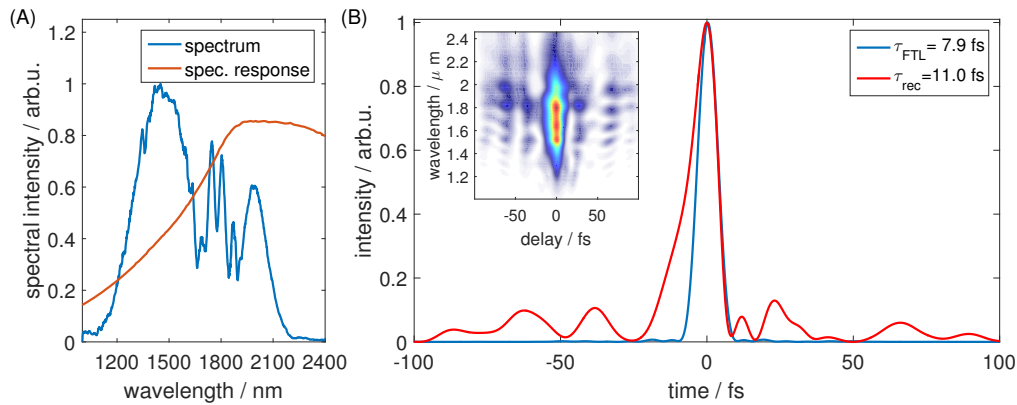 (A)
spectrum
spec. response
1
0.8
0.6
0.4
0.2
0
1200 1500 1800 2100 2400
spectral intensity / arb.u.
wavelength / nm
(B)
1
0.8
0.6
0.4
0.2
0
-100 -50 0 50 100
intensity / arb.u.
time / fs
τFTL= 7.9 fs
τrec=11.0 fs
2.4
2.2
2.0
1.8
1.6
1.4
1.2
-50 0 50
wavelength / μ m
delay / fs